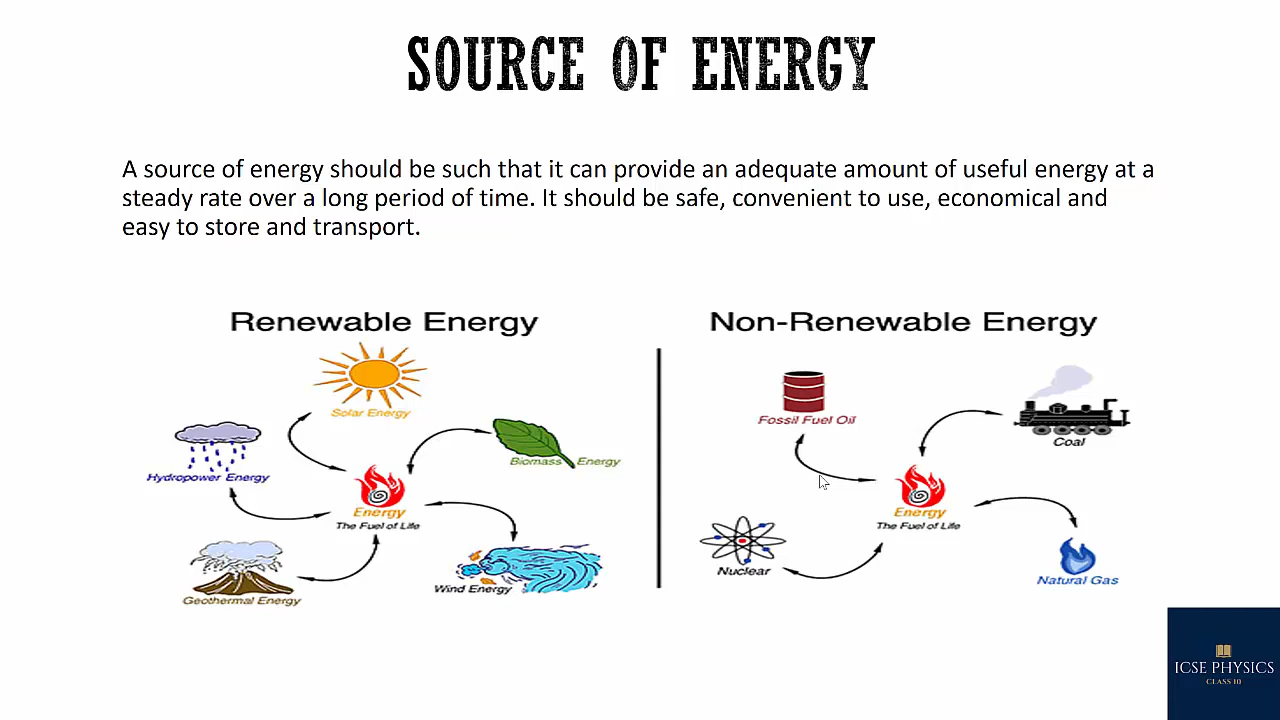 SOURCE OF ENERGY
A source of energy should be such that it can provide an adequate amount of useful energy at a
steady rate over a long period of time. It should be safe, convenient to use, economical and
easy to store and transport.
Renewable Energy
Solar Energy
Hydropower Energy
Biomass Energy
Energy
The Fuel of Life
Geothermal Energy
Wind Energy
Non-Renewable Energy
Fossil Fuel Oil
Coal
Energy
The Fuel of Life
Nuclear
Natural Gas
ICSE PHYSICS
CLASS 10